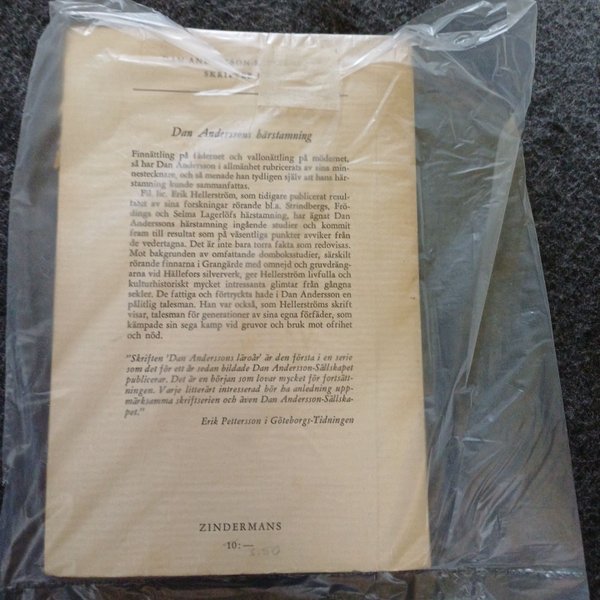 Dan Anderssons härstamning
Finnättling på fädernet och vallonättling på mödernet,
så har Dan Andersson i allmänhet rubricerats av sina min-
nestecknare, och så menade han tydligen själv att hans här-
stamning kunde sammanfattas.
Fil. lic. Erik Hellerström, som tidigare publicerat resul-
tatet av sina forskningar rörande bl.a. Strindbergs, Frö-
dings och Selma Lagerlöfs härstamning, har ägnat Dan
Anderssons härstamning ingående studier och kommit
fram till resultat som på väsentliga punkter avviker från
de vedertagna. Det är inte bara torra fakta som redovisas.
Mot bakgrunden av omfattande domboksstudier, särskilt
rörande finnarna i Grangärde med omnejd och gruvdräng-
arna vid Hällefors silververk, ger Hellerström livfulla och
kulturhistoriskt mycket intressanta glimtar från gångna
sekler. De fattiga och förtryckta hade i Dan Andersson en
pålitlig talesman. Han var också, som Hellerströms skrift
visar, talesman för generationer av sina egna förfäder, som
kämpade sin sega kamp vid gruvor och bruk mot ofrihet
och nöd.
"Skriften 'Dan Anderssons läroår' är den första i en serie
som det för ett år sedan bildade Dan Andersson-Sällskapet
publicerar. Det är en början som lovar mycket för fortsätt-
ningen. Varje litterärt intresserad bör ha anledning upp-
märksamma skriftserien och även Dan Andersson-Sällska-
pet."
Erik Pettersson i Göteborgs-Tidningen
ZINDERMANS
10:—